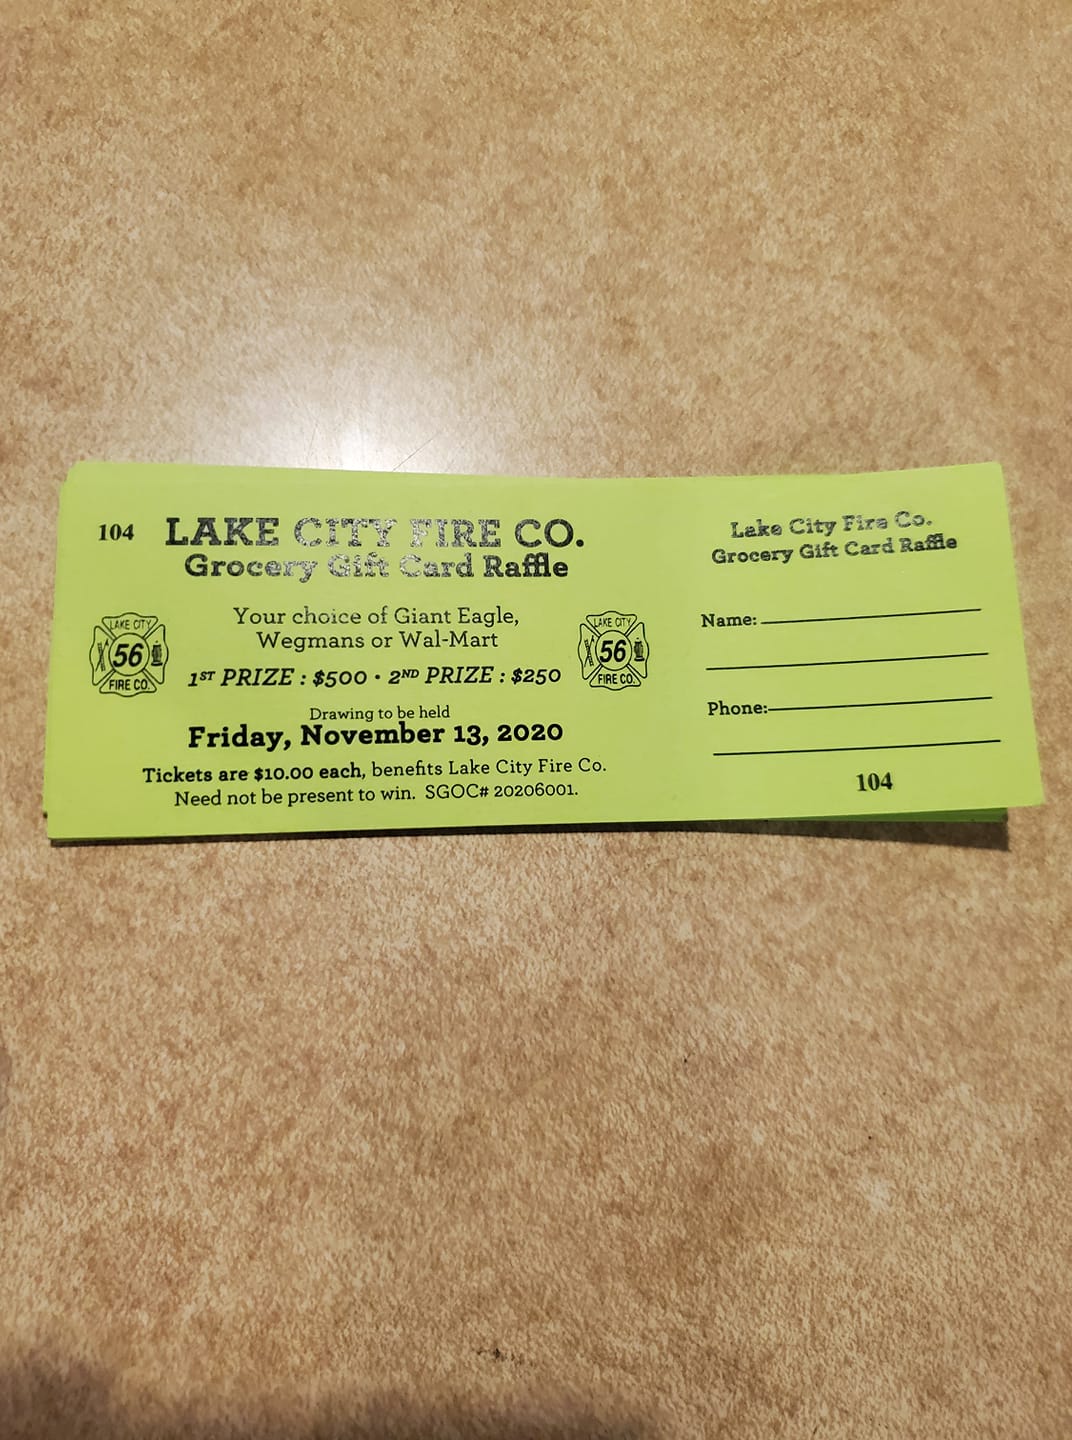 104
LAKE CITY FIRE CO.
Grocery Gift Card Raffle
Your choice of Giant Eagle,
Wegmans or Wal-Mart
LAKE CITY
56
FIRE CO.
1ST PRIZE : $500 • 2ND PRIZE : $250
LAKE CITY
56
FIRE CO.
Drawing to be held
Friday, November 13, 2020
Tickets are $10.00 each, benefits Lake City Fire Co.
Need not be present to win. SGOC# 20206001.
Lake City Fire Co.
Grocery Gift Card Raffle
Name:
Phone:
104